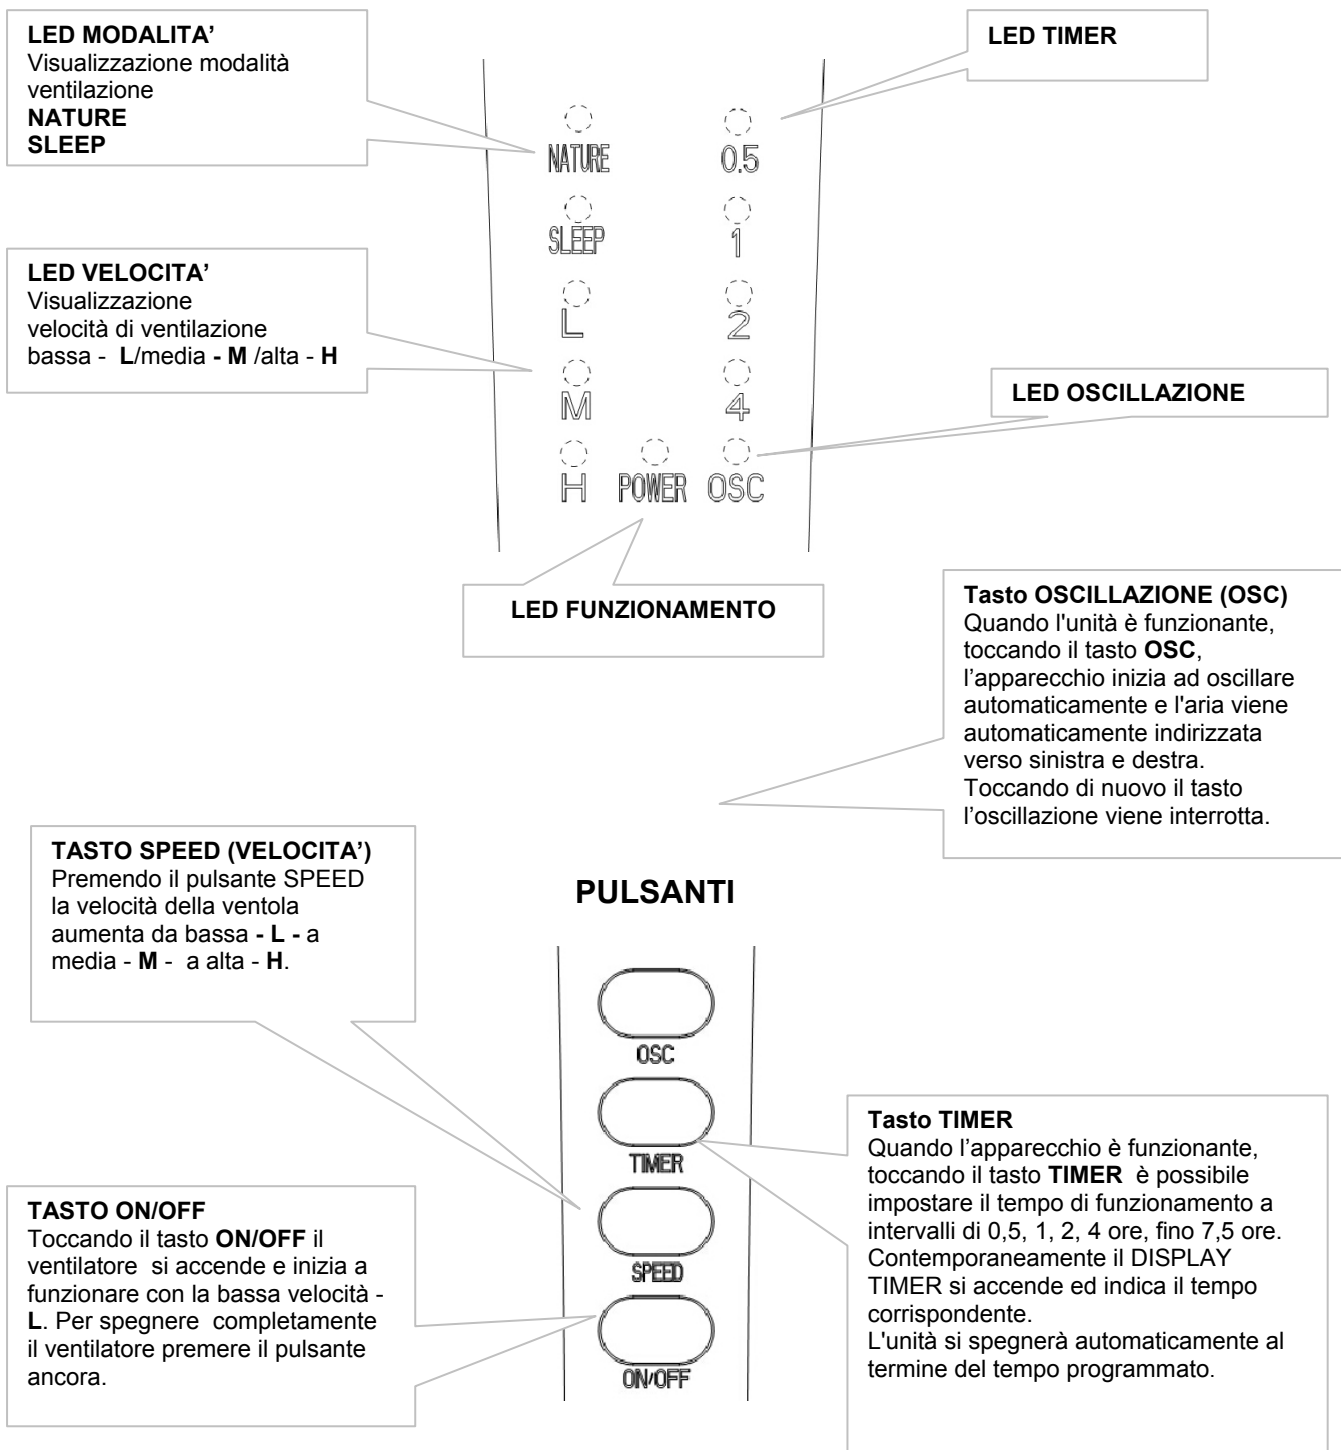 LED MODALITA’
Visualizzazione modalità
ventilazione
NATURE
SLEEP
LED TIMER
NATURE 0.5
SLEEP 1
LED VELOCITA’
Visualizzazione
velocità di ventilazione
bassa - L/media - M /alta - H
L 2
M 4
LED OSCILLAZIONE
H POWER OSC
LED FUNZIONAMENTO
Tasto OSCILLAZIONE (OSC)
Quando l'unità è funzionante,
toccando il tasto OSC,
l’apparecchio inizia ad oscillare
automaticamente e l'aria viene
automaticamente indirizzata
verso sinistra e destra.
Toccando di nuovo il tasto
l’oscillazione viene interrotta.
TASTO SPEED (VELOCITA’)
Premendo il pulsante SPEED
la velocità della ventola
aumenta da bassa - L - a
media - M - a alta - H.
PULSANTI
OSC
TIMER
SPEED
ON/OFF
Tasto TIMER
Quando l’apparecchio è funzionante,
toccando il tasto TIMER è possibile
impostare il tempo di funzionamento a
intervalli di 0,5, 1, 2, 4 ore, fino 7,5 ore.
Contemporaneamente il DISPLAY
TIMER si accende ed indica il tempo
corrispondente.
L'unità si spegnerà automaticamente al
termine del tempo programmato.
TASTO ON/OFF
Toccando il tasto ON/OFF il
ventilatore si accende e inizia a
funzionare con la bassa velocità -
L. Per spegnere completamente
il ventilatore premere il pulsante
ancora.